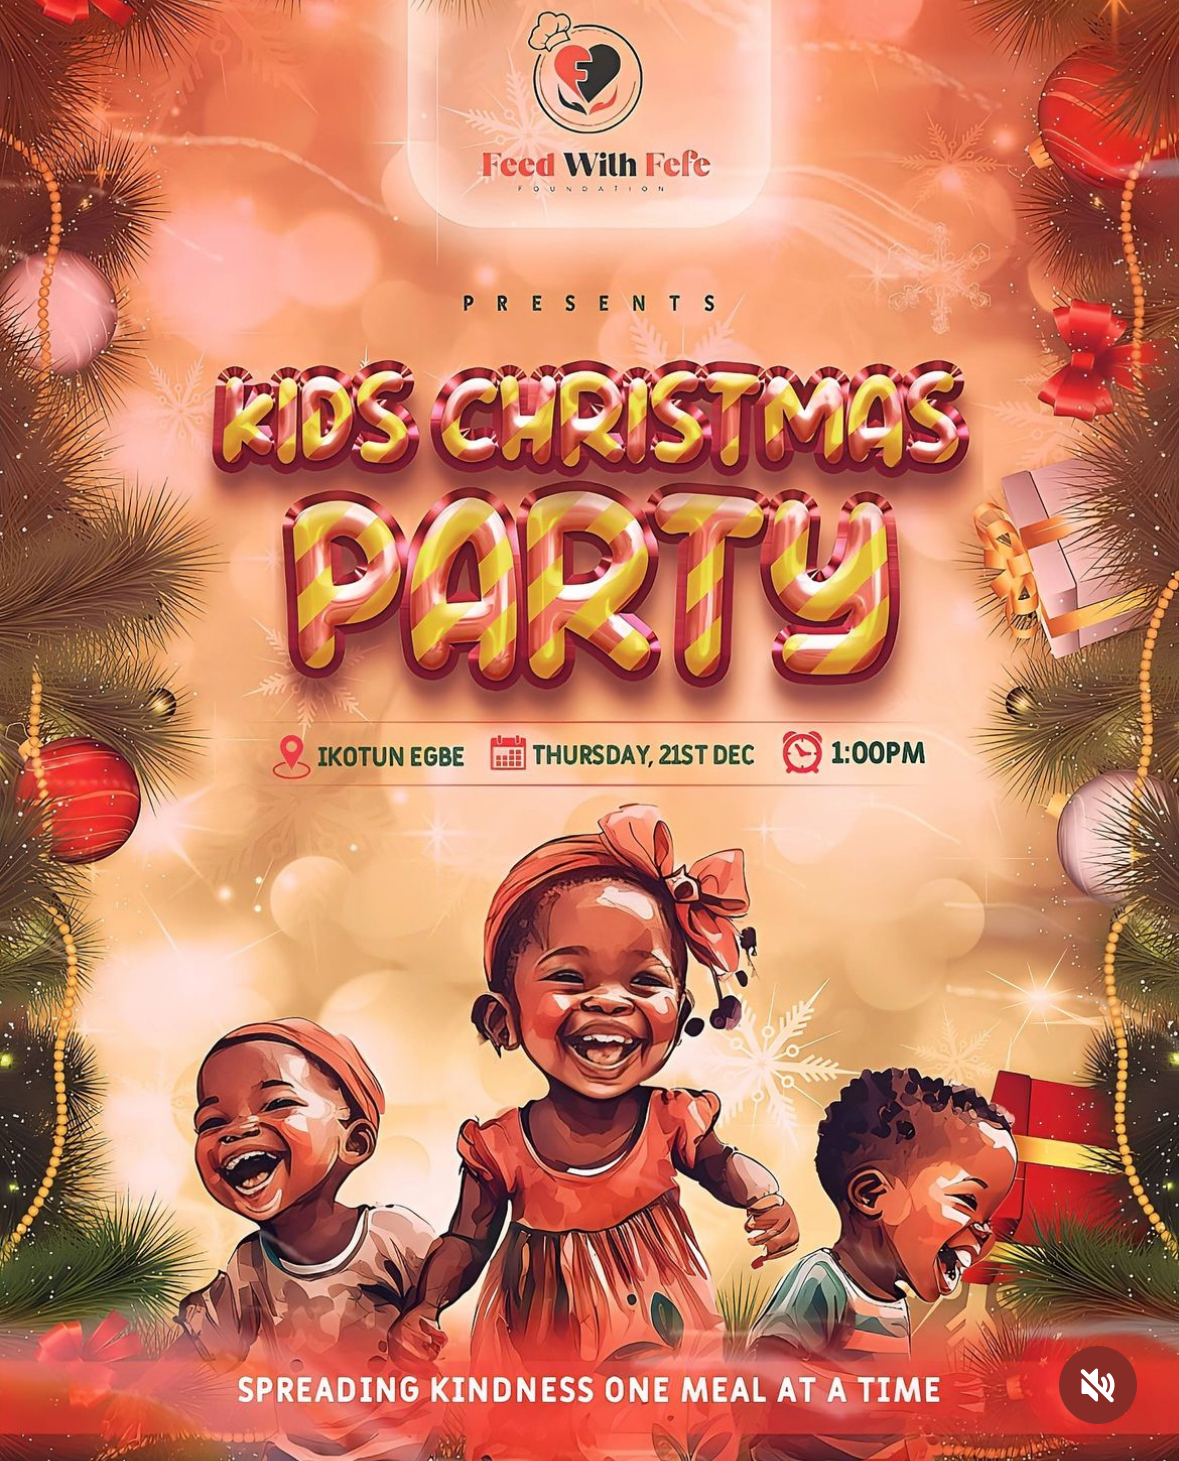 Feed With Fefe
FOUNDATION
PRESENTS
KIDS CHRISTMAS
PARTY
IKOTUN EGBE THURSDAY, 21ST DEC 1:00PM
SPREADING KINDNESS ONE MEAL AT A TIME